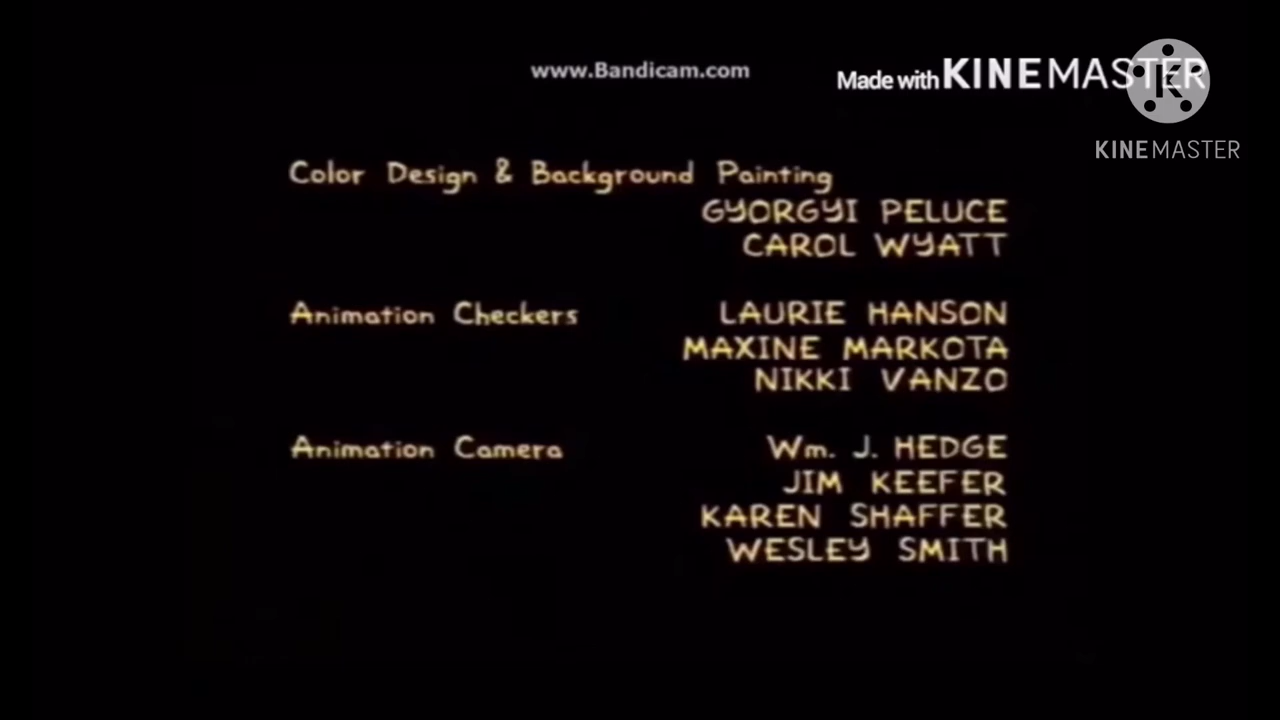 www.Bandicam.com
Made with KINEMASTER
K
KINEMASTER
Color Design & Background Painting
GYORGYI PELUCE
CAROL WYATT
Animation Checkers LAURIE HANSON
MAXINE MARKOTA
NIKKI VANZO
Animation Camera Wm. J. HEDGE
JIM KEEFER
KAREN SHAFFER
WESLEY SMITH